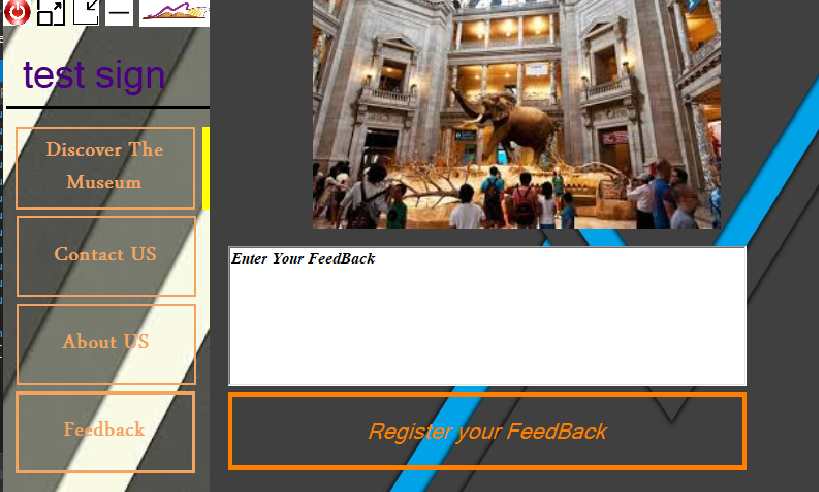 test sign
Discover The
Museum
Contact US
About US
Feedback
Enter Your FeedBack
Register your FeedBack